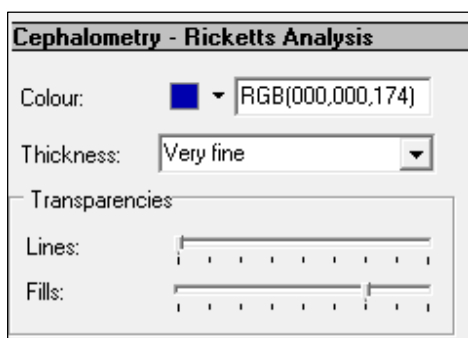 Cephalometry - Ricketts Analysis
Colour: RGB(000,000,174)
Thickness: Very fine
Transparencies
Lines:
Fills: